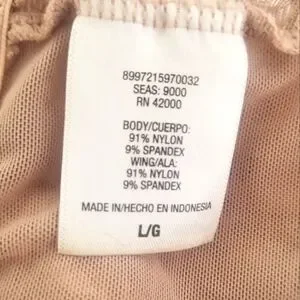 8997215970032
SEAS: 9000
RN 42000
BODY/CUERPO:
91% NYLON
9% SPANDEX
WING/ALA:
91% NYLON
9% SPANDEX
MADE IN/HECHO EN INDONESIA
L/G